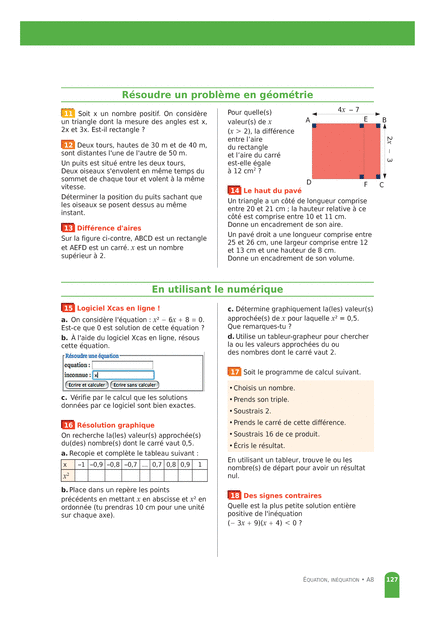 Résoudre un problème en géométrie
11 Soit x un nombre positif. On considère
un triangle dont la mesure des angles est x,
2x et 3x. Est-il rectangle ?
12 Deux tours, hautes de 30 m et de 40 m,
sont distantes l'une de l'autre de 50 m.
Un puits est situé entre les deux tours,
Deux oiseaux s'envolent en même temps du
sommet de chaque tour et volent à la même
vitesse.
Déterminer la position du puits sachant que
les oiseaux se posent dessus au même
instant.
13 Différence d'aires
Sur la figure ci-contre, ABCD est un rectangle
et AEFD est un carré. x est un nombre
supérieur à 2.
Pour quelle(s)
valeur(s) de x
(x > 2), la différence
entre l'aire
du rectangle
et l'aire du carré
est-elle égale
à 12 cm² ?
4x − 7
A E B
2x − 3
D F C
14 Le haut du pavé
Un triangle a un côté de longueur comprise
entre 20 et 21 cm ; la hauteur relative à ce
côté est comprise entre 10 et 11 cm.
Donne un encadrement de son aire.
Un pavé droit a une longueur comprise entre
25 et 26 cm, une largeur comprise entre 12
et 13 cm et une hauteur de 8 cm.
Donne un encadrement de son volume.
En utilisant le numérique
15 Logiciel Xcas en ligne !
a. On considère l'équation : x² − 6x + 8 = 0.
Est-ce que 0 est solution de cette équation ?
b. À l'aide du logiciel Xcas en ligne, résous
cette équation.
Résoudre une équation
equation :
inconnue : x
Ecrire et calculer Ecrire sans calculer
c. Vérifie par le calcul que les solutions
données par ce logiciel sont bien exactes.
16 Résolution graphique
On recherche la(les) valeur(s) approchée(s)
du(des) nombre(s) dont le carré vaut 0,5.
a. Recopie et complète le tableau suivant :
x −1 −0,9 −0,8 −0,7 ... 0,7 0,8 0,9 1
x²
b. Place dans un repère les points
précédents en mettant x en abscisse et x² en
ordonnée (tu prendras 10 cm pour une unité
sur chaque axe).
c. Détermine graphiquement la(les) valeur(s)
approchée(s) de x pour laquelle x² = 0,5.
Que remarques-tu ?
d. Utilise un tableur-grapheur pour chercher
la ou les valeurs approchées du ou
des nombres dont le carré vaut 2.
17 Soit le programme de calcul suivant.
• Choisis un nombre.
• Prends son triple.
• Soustrais 2.
• Prends le carré de cette différence.
• Soustrais 16 de ce produit.
• Écris le résultat.
En utilisant un tableur, trouve le ou les
nombre(s) de départ pour avoir un résultat
nul.
18 Des signes contraires
Quelle est la plus petite solution entière
positive de l'inéquation
(− 3x + 9)(x + 4) < 0 ?
ÉQUATION, INÉQUATION • A8 127